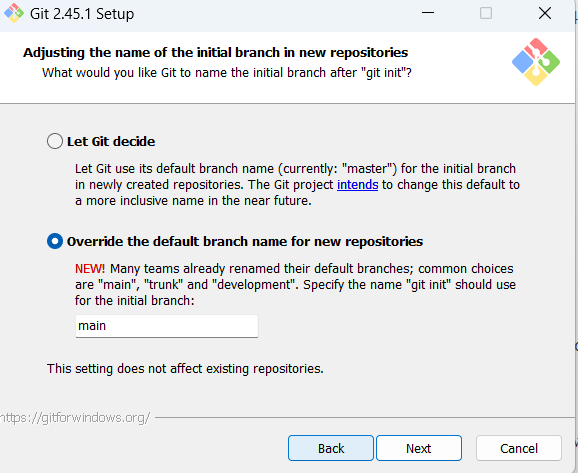 Git 2.45.1 Setup
Adjusting the name of the initial branch in new repositories
What would you like Git to name the initial branch after "git init"?
Let Git decide
Let Git use its default branch name (currently: "master") for the initial branch
in newly created repositories. The Git project intends to change this default to
a more inclusive name in the near future.
Override the default branch name for new repositories
NEW! Many teams already renamed their default branches; common choices
are "main", "trunk" and "development". Specify the name "git init" should use
for the initial branch:
main
This setting does not affect existing repositories.
https://gitforwindows.org/
Back Next Cancel